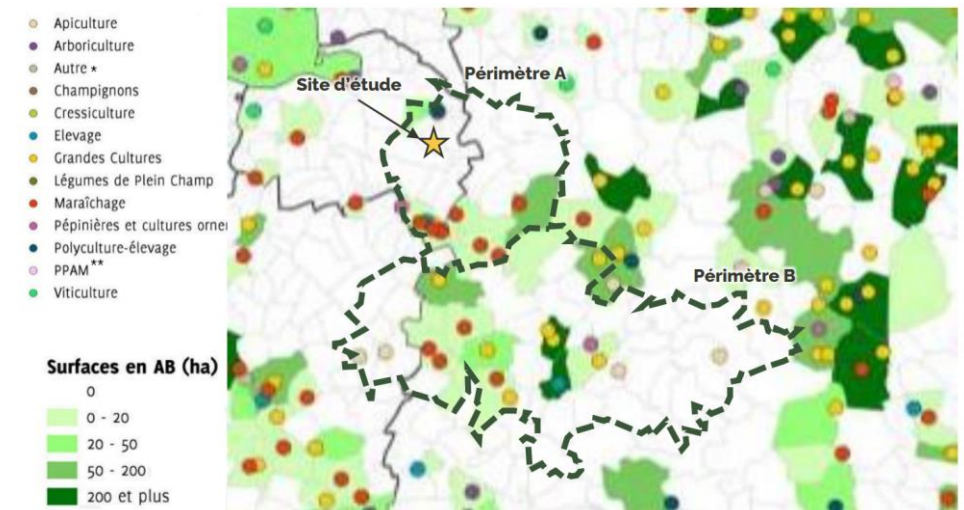 Apiculture
Arboriculture
Autre *
Champignons
Cressiculture
Elevage
Grandes Cultures
Légumes de Plein Champ
Maraîchage
Pépinières et cultures orner
Polyculture-élevage
PPAM**
Viticulture
Surfaces en AB (ha)
0
0 - 20
20 - 50
50 - 200
200 et plus
Site d'étude
Périmètre A
Périmètre B